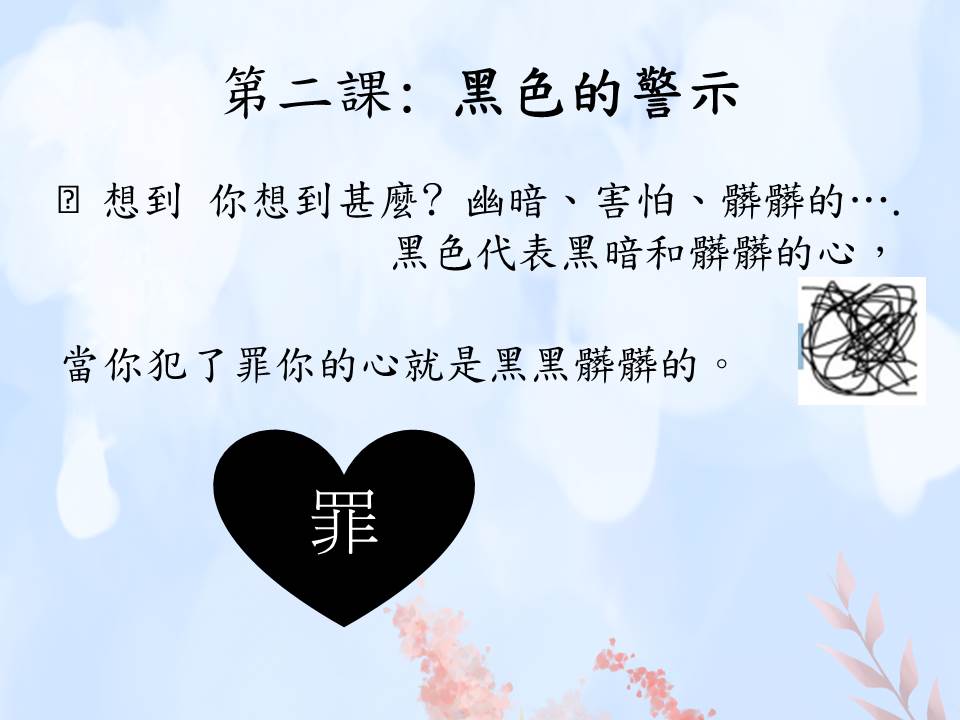 第二課: 黑色的警示
想到 你想到甚麼? 幽暗、害怕、髒髒的….
黑色代表黑暗和髒髒的心，
當你犯了罪你的心就是黑黑髒髒的。
罪